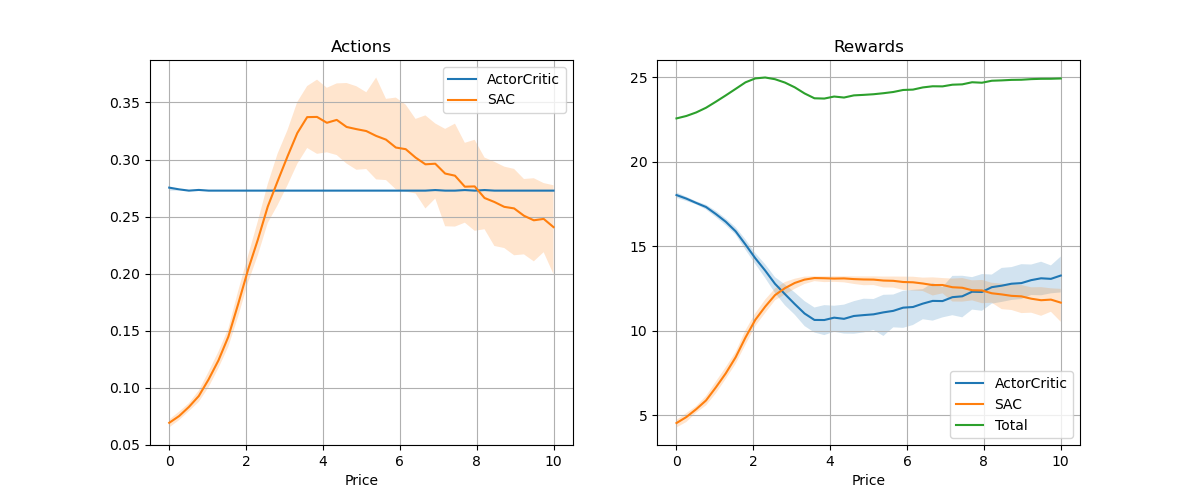 Actions
ActorCritic
SAC
0.35
0.30
0.25
0.20
0.15
0.10
0.05
0 2 4 6 8 10
Price
Rewards
25
20
15
10
5
ActorCritic
SAC
Total
0 2 4 6 8 10
Price